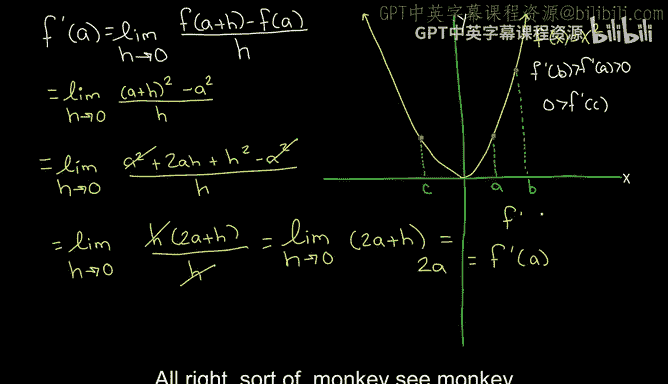 GPT中英字幕课程资源@bilibili.com
GPT中英字幕课程资源 bilibili
f'(a) = lim h→0 f(a+h)-f(a) / h
= lim h→0 (a+h)² - a² / h
= lim h→0 a² + 2ah + h² - a² / h
= lim h→0 h(2a+h) / h = lim h→0 (2a+h) = 2a = f'(a)
f'(b)>f'(a)>0
0>f'(c)
c a b x
f'
All right, sort of, monkey see monkey